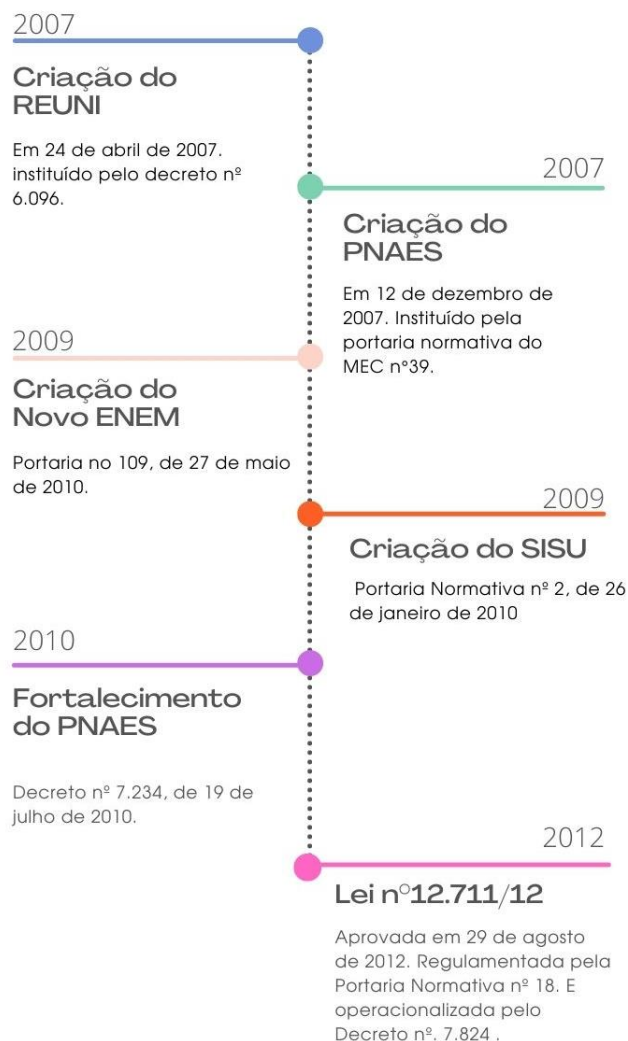 2007
Criação do
REUNI
Em 24 de abril de 2007.
instituído pelo decreto nº
6.096.
2007
Criação do
PNAES
Em 12 de dezembro de
2007. Instituído pela
portaria normativa do
MEC n°39.
2009
Criação do
Novo ENEM
Portaria no 109, de 27 de maio
de 2010.
2009
Criação do SISU
Portaria Normativa nº 2, de 26
de janeiro de 2010
2010
Fortalecimento
do PNAES
Decreto nº 7.234, de 19 de
julho de 2010.
2012
Lei n°12.711/12
Aprovada em 29 de agosto
de 2012. Regulamentada pela
Portaria Normativa nº 18. E
operacionalizada pelo
Decreto nº. 7.824 .